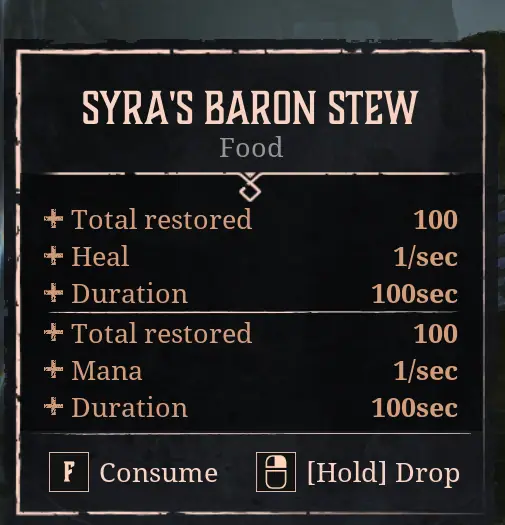 SYRA'S BARON STEW
Food
Total restored 100
Heal 1/sec
Duration 100sec
Total restored 100
Mana 1/sec
Duration 100sec
F Consume [Hold] Drop